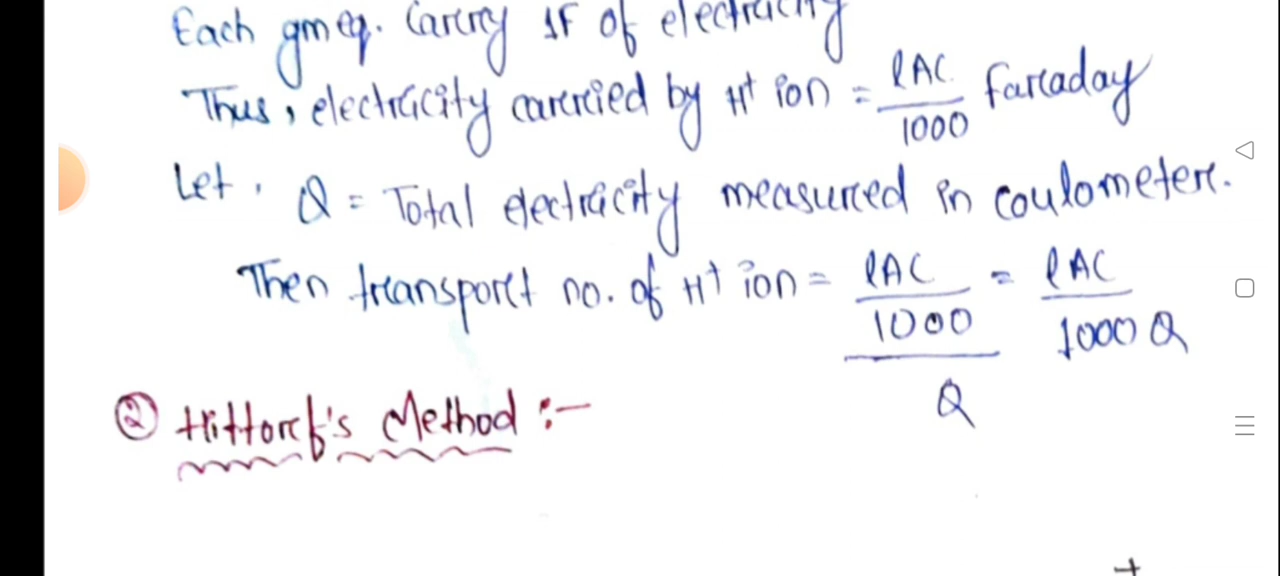 Each gm eq. carry 1F of electricity
Thus, electricity carried by H⁺ ion = lAC/1000 faraday
Let, Q = Total electricity measured in coulometer.
Then transport no. of H⁺ ion = (lAC/1000)/Q = lAC/1000 Q
② Hittorf's Method :-
+